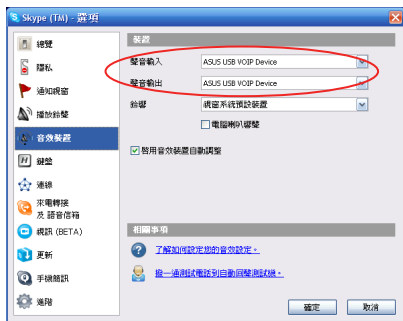 Skype (TM) - 選項
總覽
隱私
通知視窗
播放鈴聲
音效裝置
鍵盤
連線
來電轉接
及 語音信箱
視訊 (BETA)
更新
手機簡訊
進階
裝置
聲音輸入
ASUS USB VOIP Device
聲音輸出
ASUS USB VOIP Device
鈴響
視窗系統預設裝置
電腦喇叭響聲
啓用音效裝置自動調整
相關事項
了解如何設定您的音效設定。
撥一通測試電話到自動回聲測試機。
確定
取消